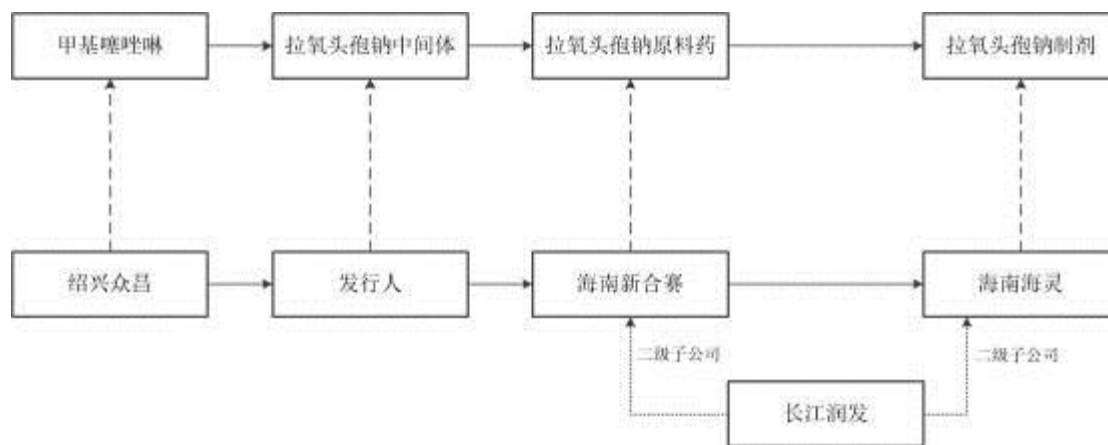 甲基噻唑啉
拉氧头孢钠中间体
拉氧头孢钠原料药
拉氧头孢钠制剂
绍兴众昌
发行人
海南新合赛
海南海灵
二级子公司
二级子公司
长江润发